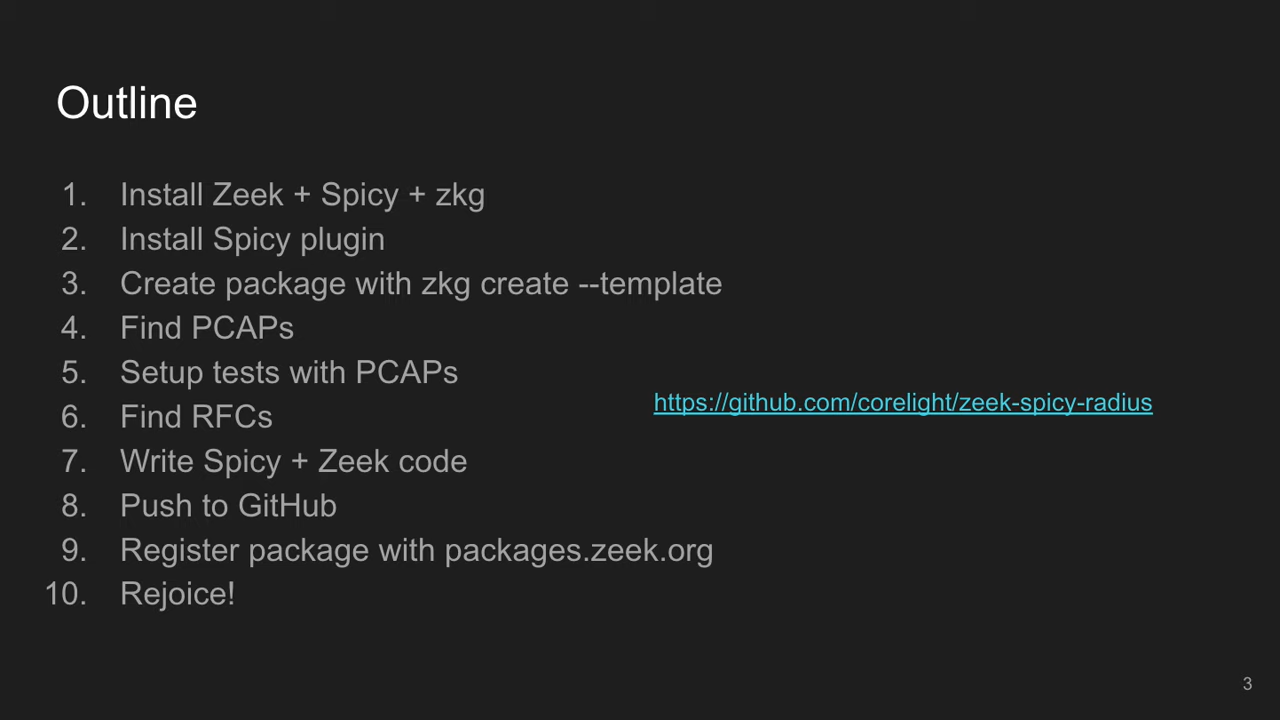 Outline
1. Install Zeek + Spicy + zkg
2. Install Spicy plugin
3. Create package with zkg create --template
4. Find PCAPs
5. Setup tests with PCAPs
https://github.com/corelight/zeek-spicy-radius
6. Find RFCs
7. Write Spicy + Zeek code
8. Push to GitHub
9. Register package with packages.zeek.org
10. Rejoice!
3